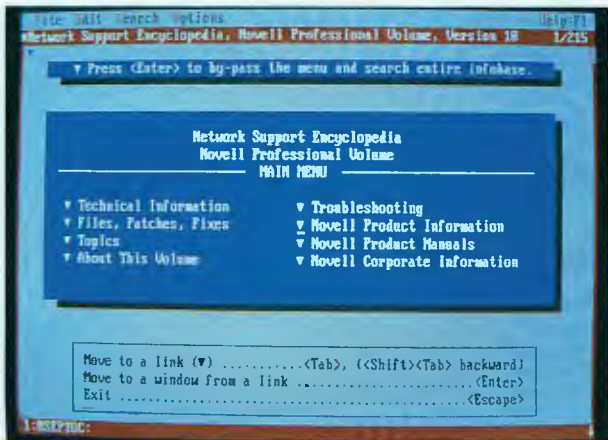 File Edit Search Options Help:F1
Network Support Encyclopedia, Novell Professional Volume, Version 18 1/215
▼ Press <Enter> to by-pass the menu and search entire infobase.
Network Support Encyclopedia
Novell Professional Volume
MAIN MENU
▼ Technical Information
▼ Files, Patches, Fixes
▼ Topics
▼ About This Volume
▼ Troubleshooting
▼ Novell Product Information
▼ Novell Product Manuals
▼ Novell Corporate Information
Move to a link (▼) ...........<Tab>, (<Shift><Tab> backward)
Move to a window from a link .........................<Enter>
Exit ................................................<Escape>
1:NSEPTOC: